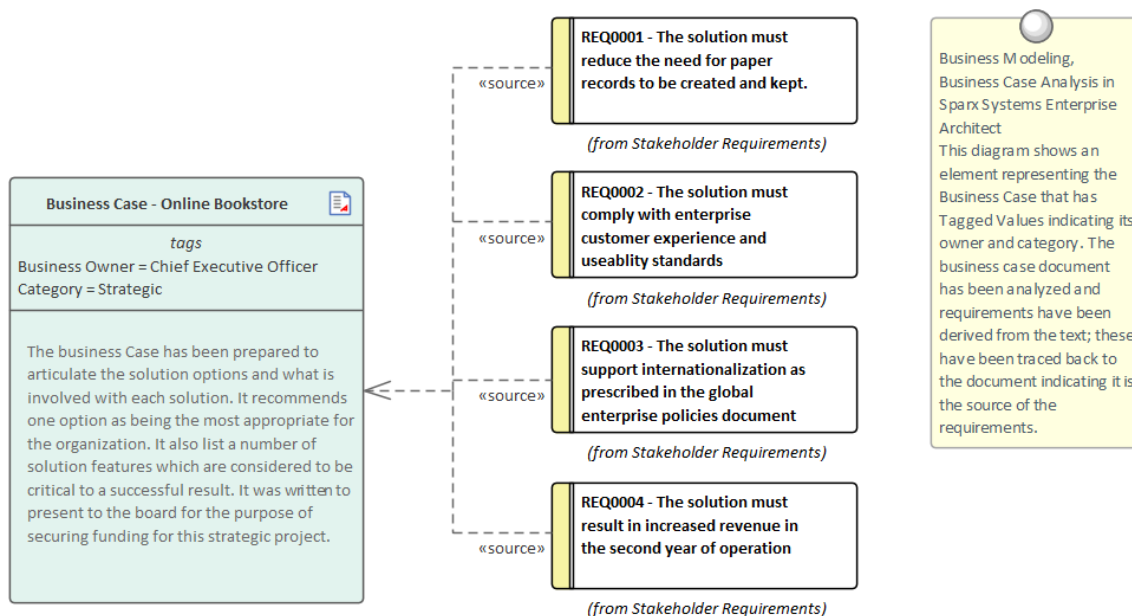 Business Case - Online Bookstore
tags
Business Owner = Chief Executive Officer
Category = Strategic
The business Case has been prepared to
articulate the solution options and what is
involved with each solution. It recommends
one option as being the most appropriate for
the organization. It also list a number of
solution features which are considered to be
critical to a successful result. It was written to
present to the board for the purpose of
securing funding for this strategic project.
«source»
REQ0001 - The solution must
reduce the need for paper
records to be created and kept.
(from Stakeholder Requirements)
«source»
REQ0002 - The solution must
comply with enterprise
customer experience and
useablity standards
(from Stakeholder Requirements)
«source»
REQ0003 - The solution must
support internationalization as
prescribed in the global
enterprise policies document
(from Stakeholder Requirements)
«source»
REQ0004 - The solution must
result in increased revenue in
the second year of operation
(from Stakeholder Requirements)
Business Modeling,
Business Case Analysis in
Sparx Systems Enterprise
Architect
This diagram shows an
element representing the
Business Case that has
Tagged Values indicating its
owner and category. The
business case document
has been analyzed and
requirements have been
derived from the text; these
have been traced back to
the document indicating it is
the source of the
requirements.